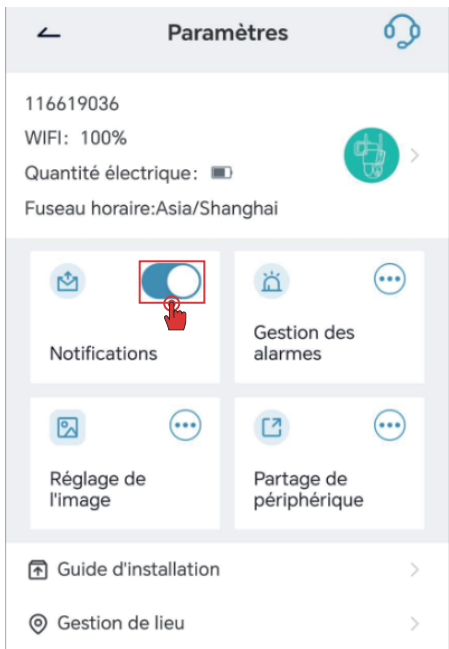 Paramètres
116619036
WIFI: 100%
Quantité électrique:
Fuseau horaire:Asia/Shanghai
Notifications
Gestion des
alarmes
Réglage de
l'image
Partage de
périphérique
Guide d'installation
Gestion de lieu